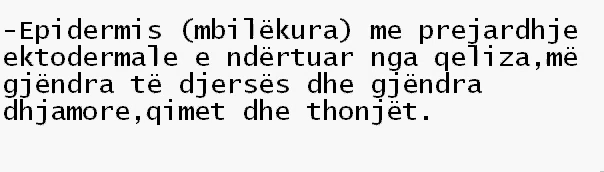 -Epidermis (mbilëkura) me prejardhje
ektodermale e ndërtuar nga qeliza,më
gjëndra të djersës dhe gjëndra
dhjamore,qimet dhe thonjët.